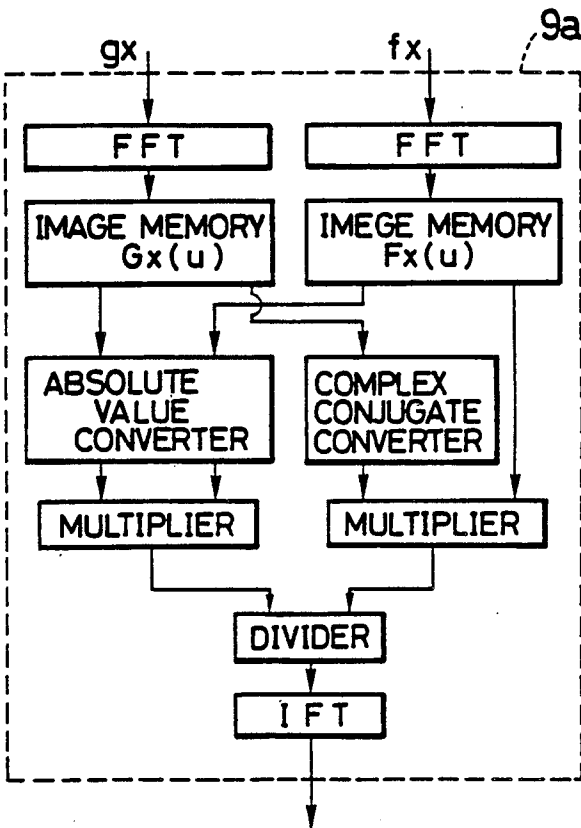 9a
gx fx
FFT FFT
IMAGE MEMORY
Gx(u)
IMEGE MEMORY
Fx(u)
ABSOLUTE
VALUE
CONVERTER
COMPLEX
CONJUGATE
CONVERTER
MULTIPLIER MULTIPLIER
DIVIDER
IFT